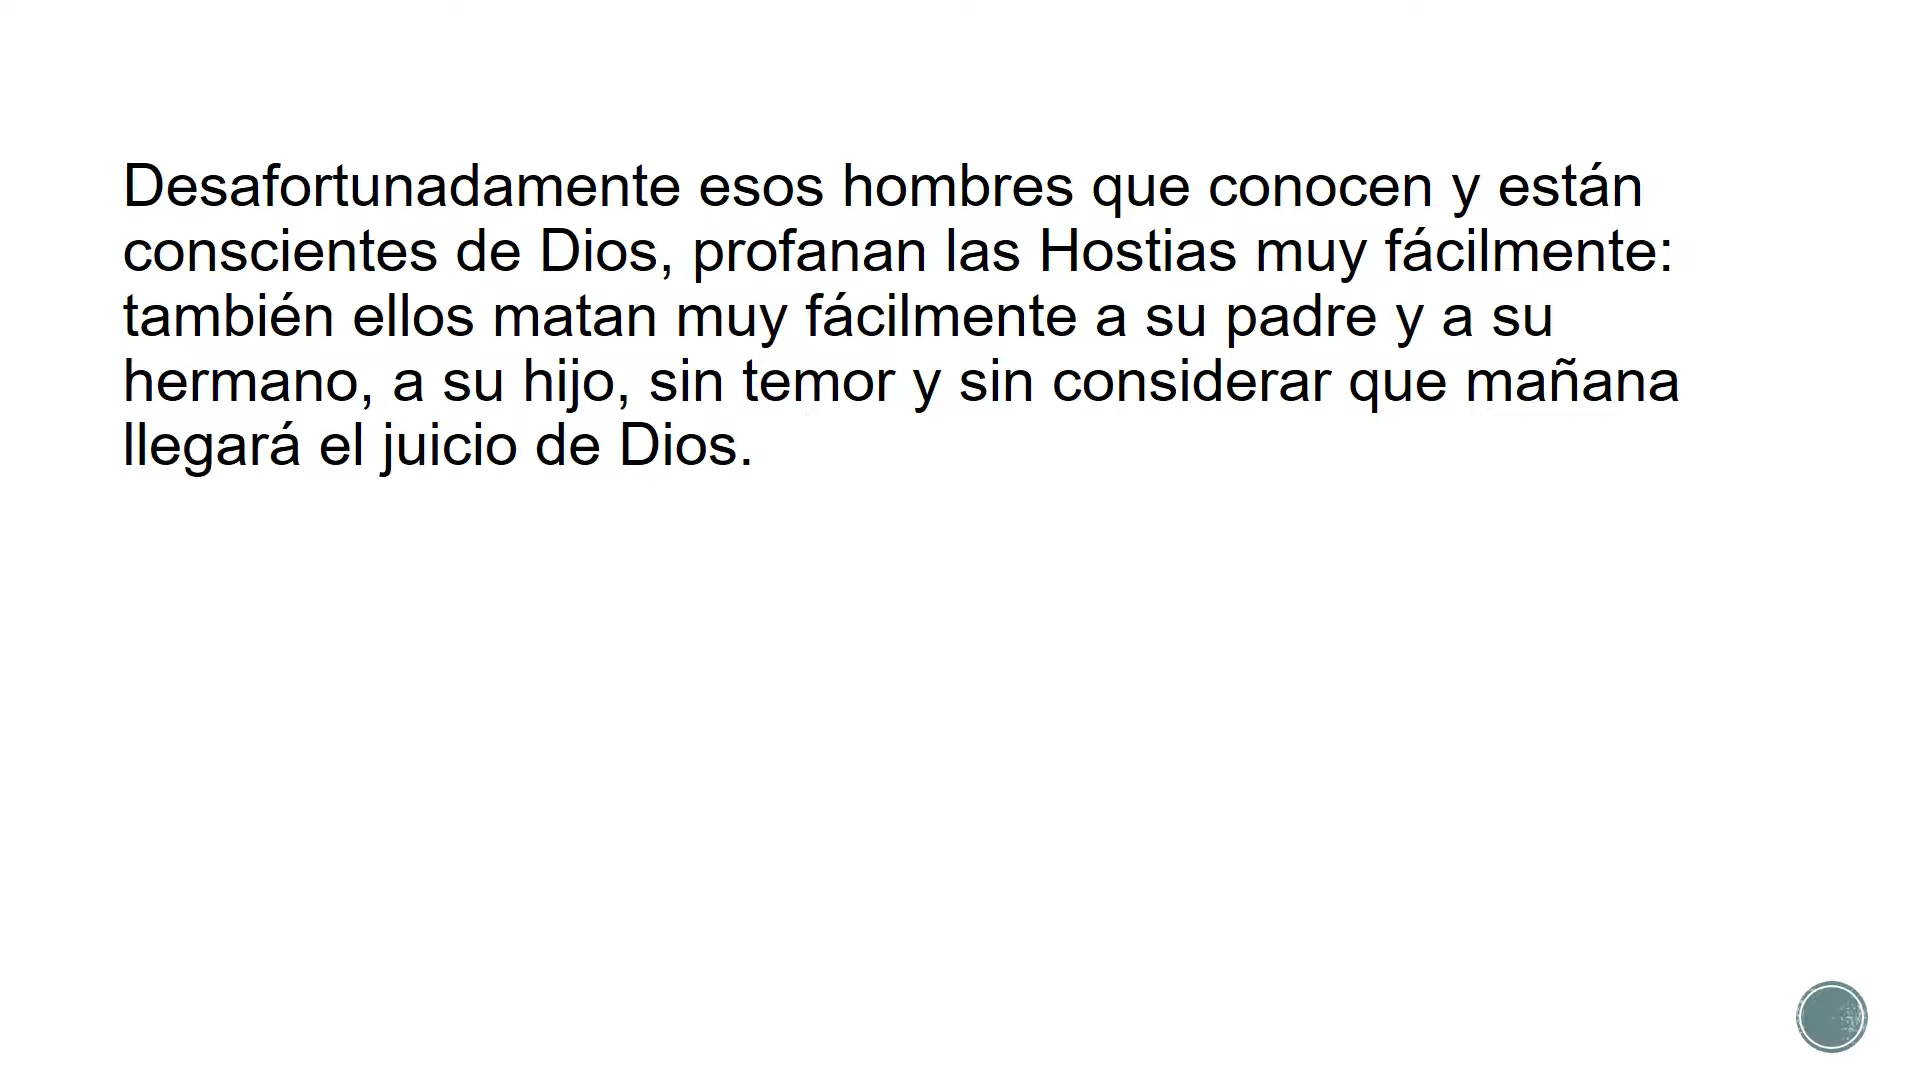 Desafortunadamente esos hombres que conocen y están
conscientes de Dios, profanan las Hostias muy fácilmente:
también ellos matan muy fácilmente a su padre y a su
hermano, a su hijo, sin temor y sin considerar que mañana
llegará el juicio de Dios.